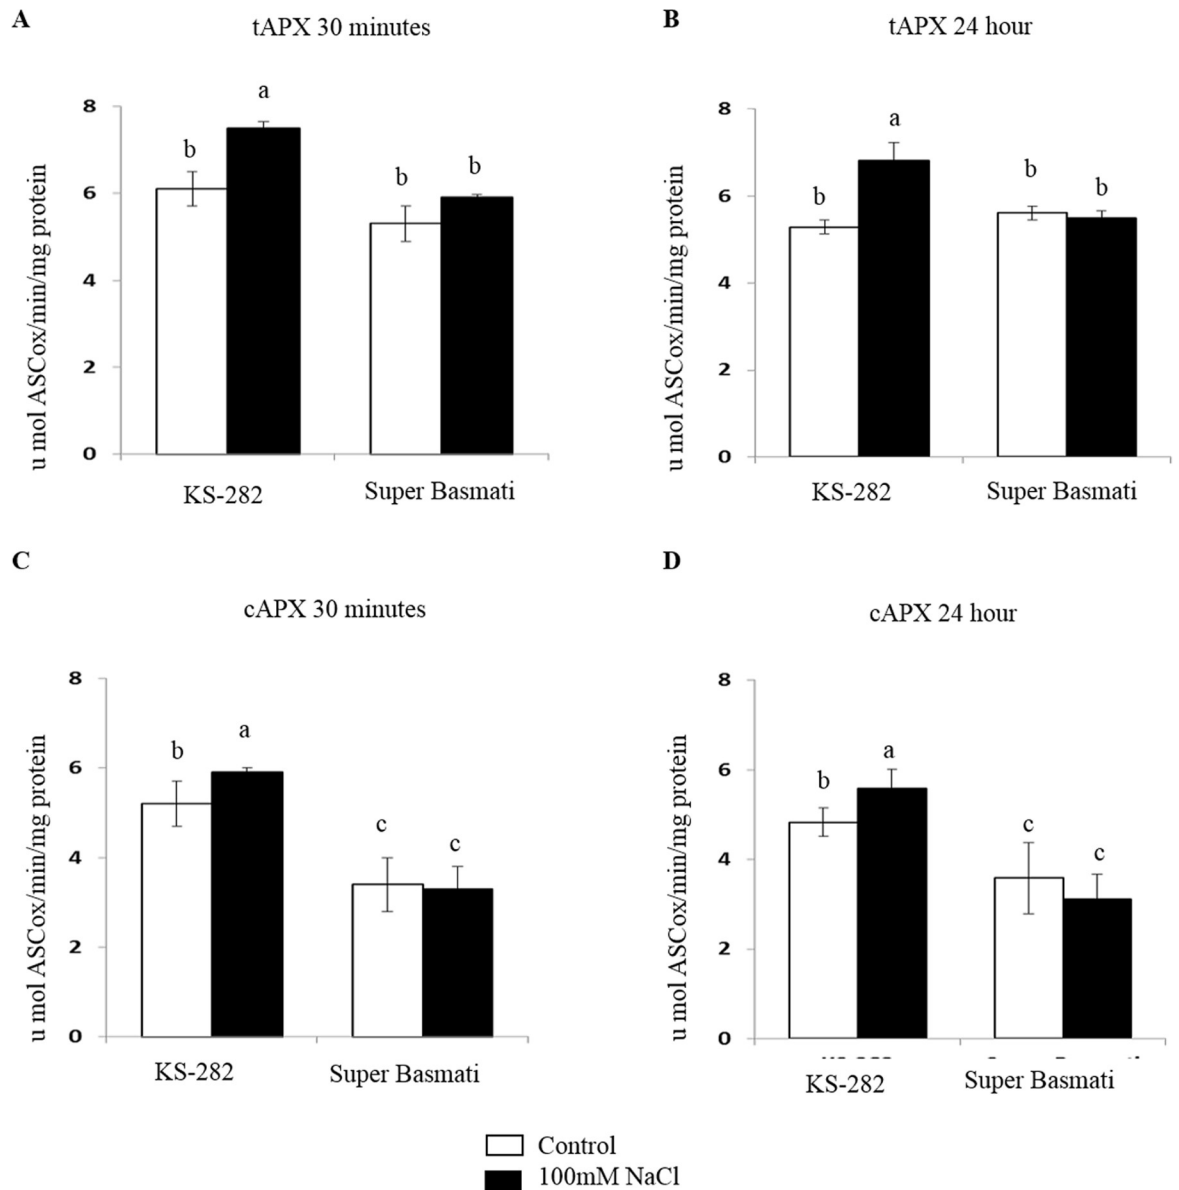 A
tAPX 30 minutes
u mol ASCox/min/mg protein
8
6
4
2
0
b
a
b
b
KS-282
Super Basmati
B
tAPX 24 hour
u mol ASCox/min/mg protein
8
6
4
2
0
b
a
b
b
KS-282
Super Basmati
C
cAPX 30 minutes
u mol ASCox/min/mg protein
8
6
4
2
0
b
a
c
c
KS-282
Super Basmati
D
cAPX 24 hour
u mol ASCox/min/mg protein
8
6
4
2
0
b
a
c
c
KS-282
Super Basmati
Control
100mM NaCl